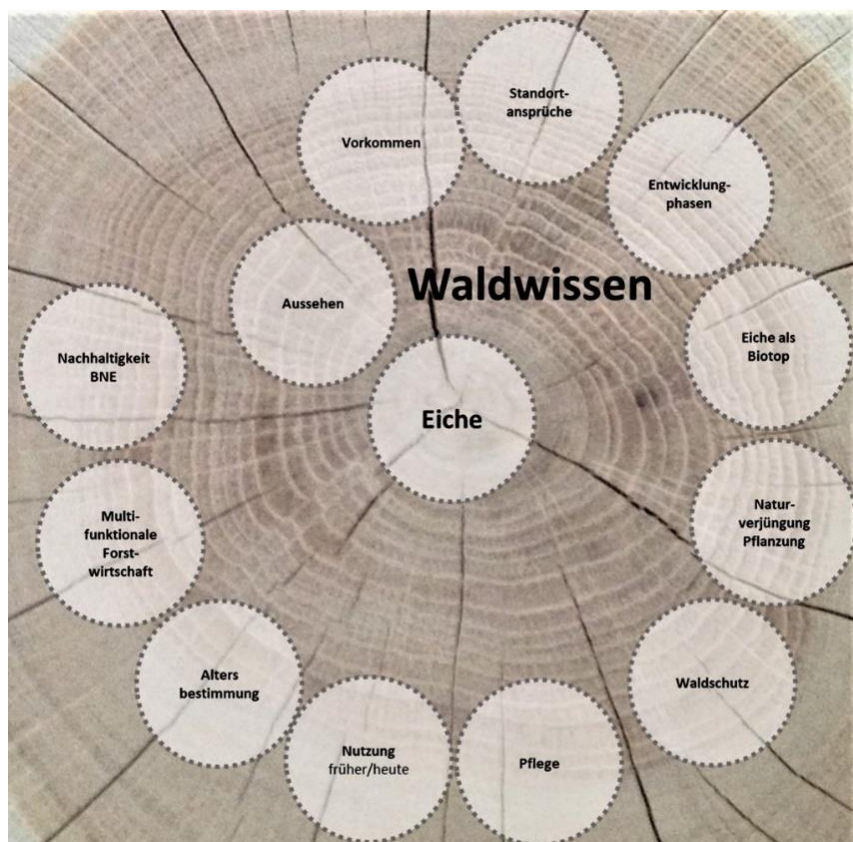 Standort-
ansprüche
Vorkommen
Entwicklung-
phasen
Waldwissen
Aussehen
Eiche als
Biotop
Nachhaltigkeit
BNE
Eiche
Multi-
funktionale
Forst-
wirtschaft
Natur-
verjüngung
Pflanzung
Alters
bestimmung
Waldschutz
Nutzung
früher/heute
Pflege